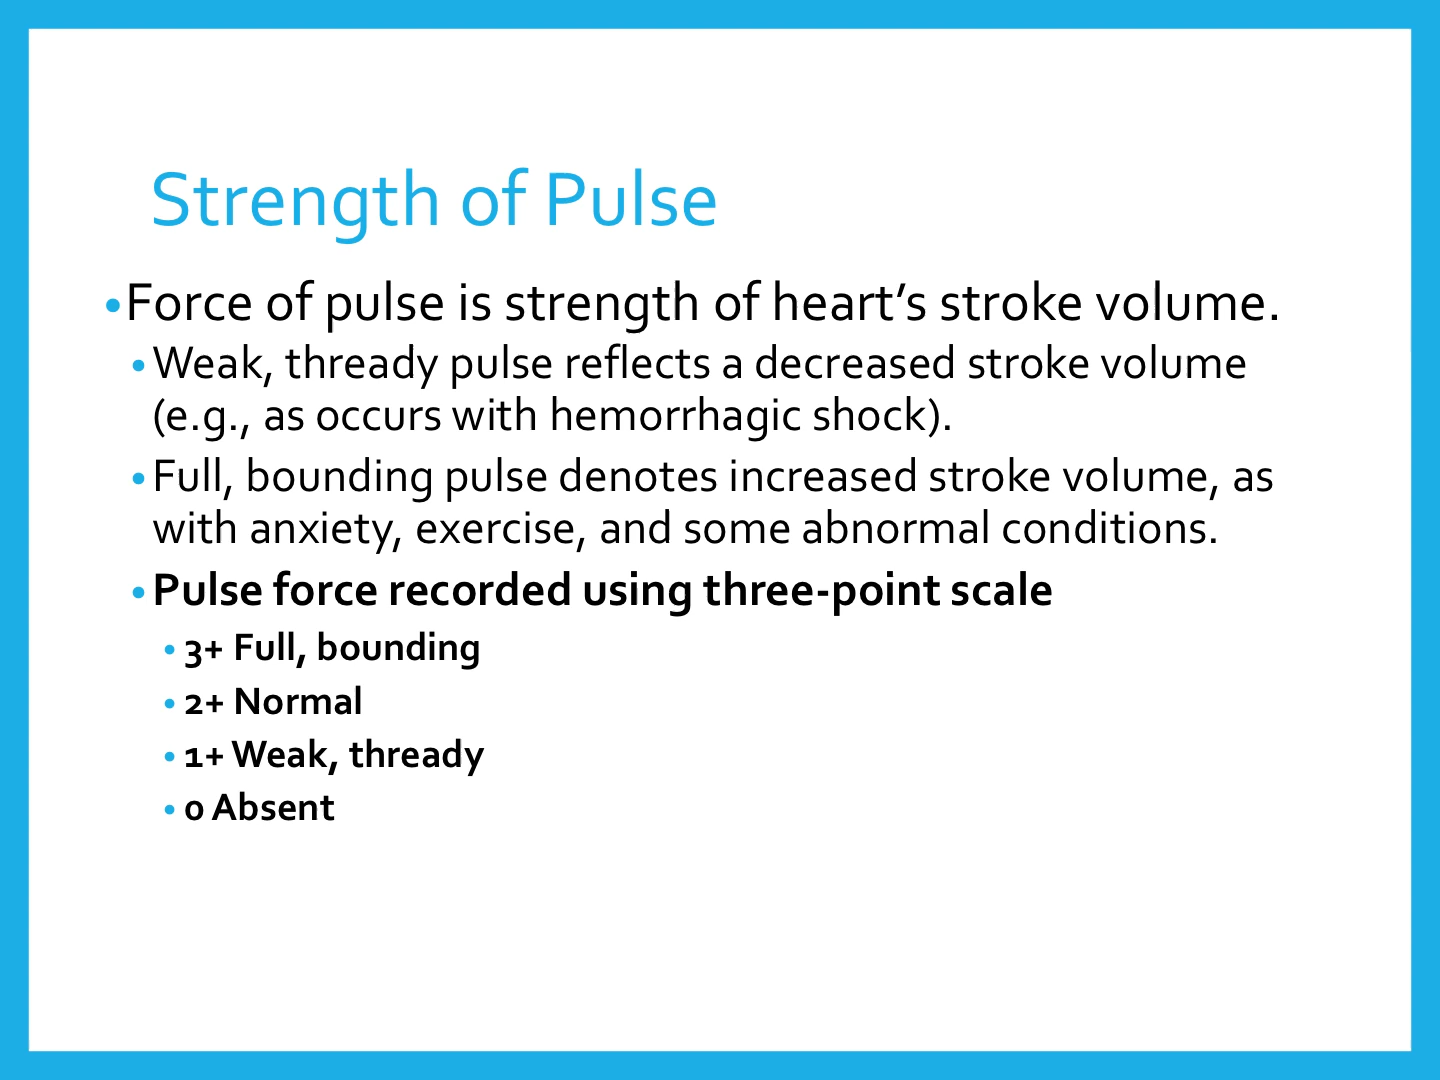 Strength of Pulse
•Force of pulse is strength of heart’s stroke volume.
•Weak, thready pulse reflects a decreased stroke volume
(e.g., as occurs with hemorrhagic shock).
•Full, bounding pulse denotes increased stroke volume, as
with anxiety, exercise, and some abnormal conditions.
•Pulse force recorded using three-point scale
•3+ Full, bounding
•2+ Normal
•1+ Weak, thready
•0 Absent